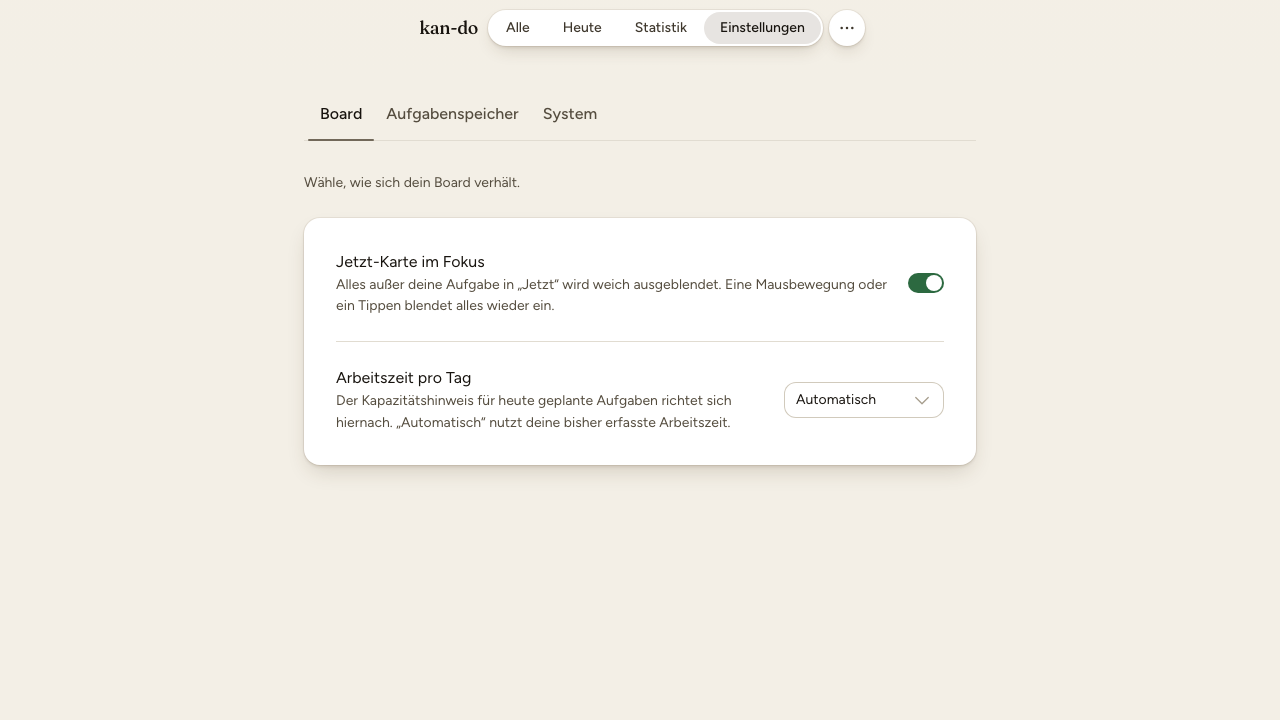 kan-do
Alle
Heute
Statistik
Einstellungen
Board
Aufgabenspeicher
System
Wähle, wie sich dein Board verhält.
Jetzt-Karte im Fokus
Alles außer deine Aufgabe in „Jetzt“ wird weich ausgeblendet. Eine Mausbewegung oder
ein Tippen blendet alles wieder ein.
Arbeitszeit pro Tag
Der Kapazitätshinweis für heute geplante Aufgaben richtet sich
hiernach. „Automatisch“ nutzt deine bisher erfasste Arbeitszeit.
Automatisch